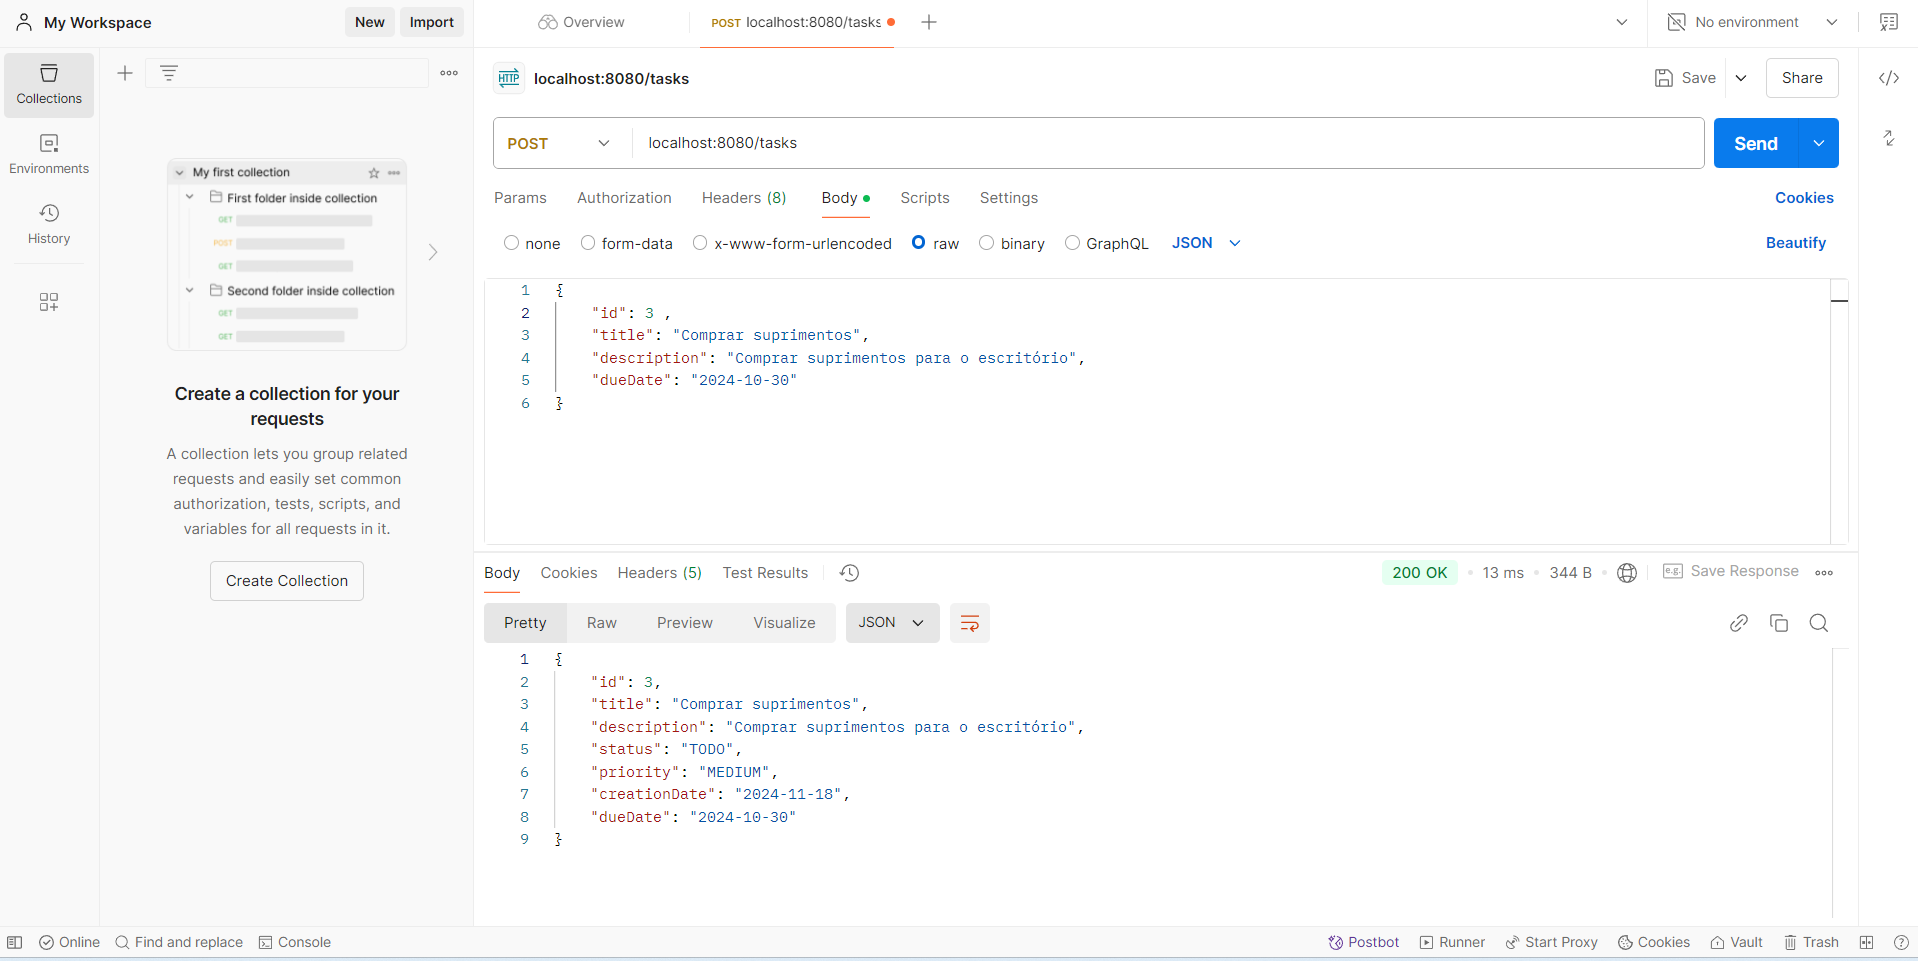 My Workspace
New
Import
Overview
POST localhost:8080/tasks
No environment
Collections
Environments
History
My first collection
First folder inside collection
GET
POST
GET
Second folder inside collection
GET
GET
Create a collection for your
requests
A collection lets you group related
requests and easily set common
authorization, tests, scripts, and
variables for all requests in it.
Create Collection
HTTP localhost:8080/tasks
Save
Share
POST localhost:8080/tasks
Send
Params Authorization Headers (8) Body Scripts Settings Cookies
none form-data x-www-form-urlencoded raw binary GraphQL JSON Beautify
1 {
2 "id": 3 ,
3 "title": "Comprar suprimentos",
4 "description": "Comprar suprimentos para o escritório",
5 "dueDate": "2024-10-30"
6 }
Body Cookies Headers (5) Test Results 200 OK 13 ms 344 B e.g. Save Response
Pretty Raw Preview Visualize JSON
1 {
2 "id": 3,
3 "title": "Comprar suprimentos",
4 "description": "Comprar suprimentos para o escritório",
5 "status": "TODO",
6 "priority": "MEDIUM",
7 "creationDate": "2024-11-18",
8 "dueDate": "2024-10-30"
9 }
Online Find and replace Console Postbot Runner Start Proxy Cookies Vault Trash